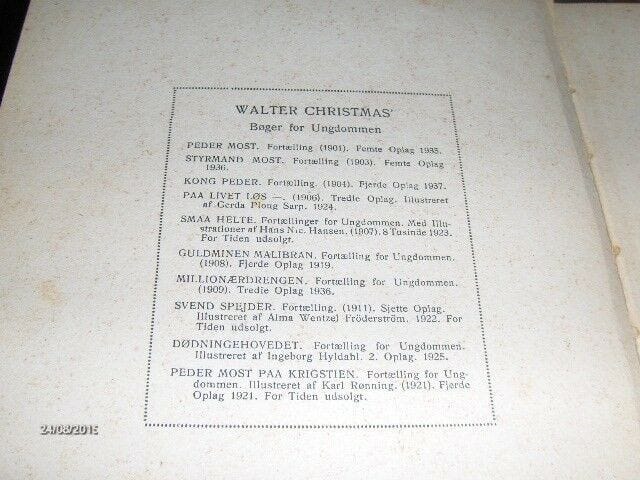 WALTER CHRISTMAS'
Bøger for Ungdommen
PEDER MOST. Fortælling (1901). Femte Oplag 1935.
STYRMAND MOST. Fortælling (1903). Femte Oplag
1936.
KONG PEDER. Fortælling. (1904). Fjerde Oplag 1937.
PAA LIVET LØS —. (1906). Tredie Oplag. Illustreret
af Gerda Ploug Sarp. 1924.
SMAA HELTE. Fortællinger for Ungdommen. Med Illu-
strationer af Hans Nic. Hansen. (1907). 8 Tusinde 1923.
For Tiden udsolgt.
GULDMINEN MALIBRAN. Fortælling for Ungdommen.
(1908). Fjerde Oplag 1919.
MILLIONÆRDRENGEN. Fortælling for Ungdommen.
(1909). Tredie Oplag 1936.
SVEND SPEJDER. Fortælling. (1911). Sjette Oplag.
Illustreret af Alma Wentzel Fröderström. 1922. For
Tiden udsolgt.
DØDNINGEHOVEDET. Fortælling for Ungdommen.
Illustreret af Ingeborg Hyldahl. 2. Oplag. 1925.
PEDER MOST PAA KRIGSTIEN. Fortælling for Ung-
dommen. Illustreret af Karl Rønning. (1921). Fjerde
Oplag 1921. For Tiden udsolgt.
24/08/2015